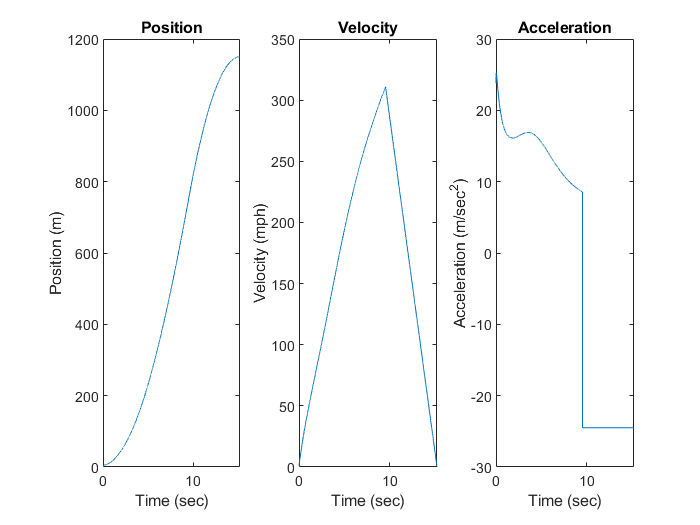 Position
1200
1000
800
600
400
200
0
Position (m)
0 10
Time (sec)
Velocity
350
300
250
200
150
100
50
0
Velocity (mph)
0 10
Time (sec)
Acceleration
30
20
10
0
-10
-20
-30
Acceleration (m/sec²)
0 10
Time (sec)